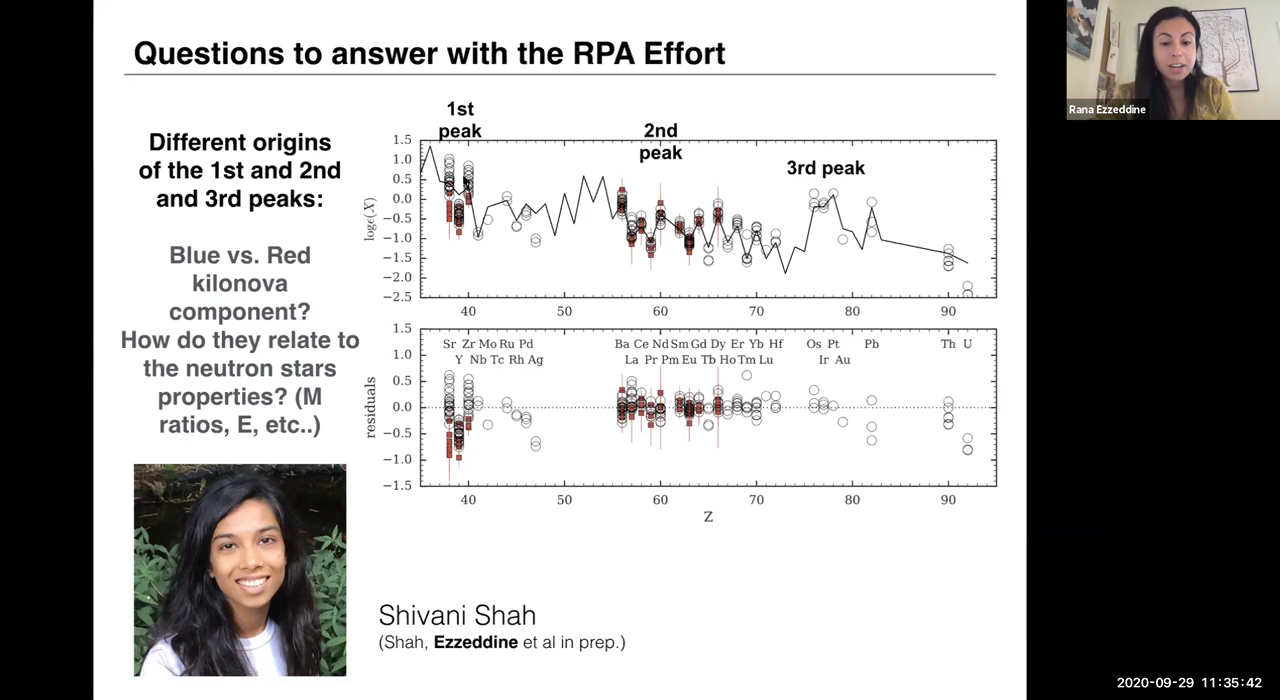 Questions to answer with the RPA Effort
Rana Ezzeddine
Different origins
of the 1st and 2nd
and 3rd peaks:
Blue vs. Red
kilonova
component?
How do they relate to
the neutron stars
properties? (M
ratios, E, etc..)
1st
peak
2nd
peak
3rd peak
log∈(X)
1.5
1.0
0.5
0.0
−0.5
−1.0
−1.5
−2.0
−2.5
40 50 60 70 80 90
residuals
1.5
1.0
0.5
0.0
−0.5
−1.0
−1.5
Sr Zr Mo Ru Pd Ba Ce Nd Sm Gd Dy Er Yb Hf Os Pt Pb Th U
Y Nb Tc Rh Ag La Pr Pm Eu Tb Ho Tm Lu Ir Au
40 50 60 70 80 90
Z
Shivani Shah
(Shah, Ezzeddine et al in prep.)
2020-09-29 11:35:42